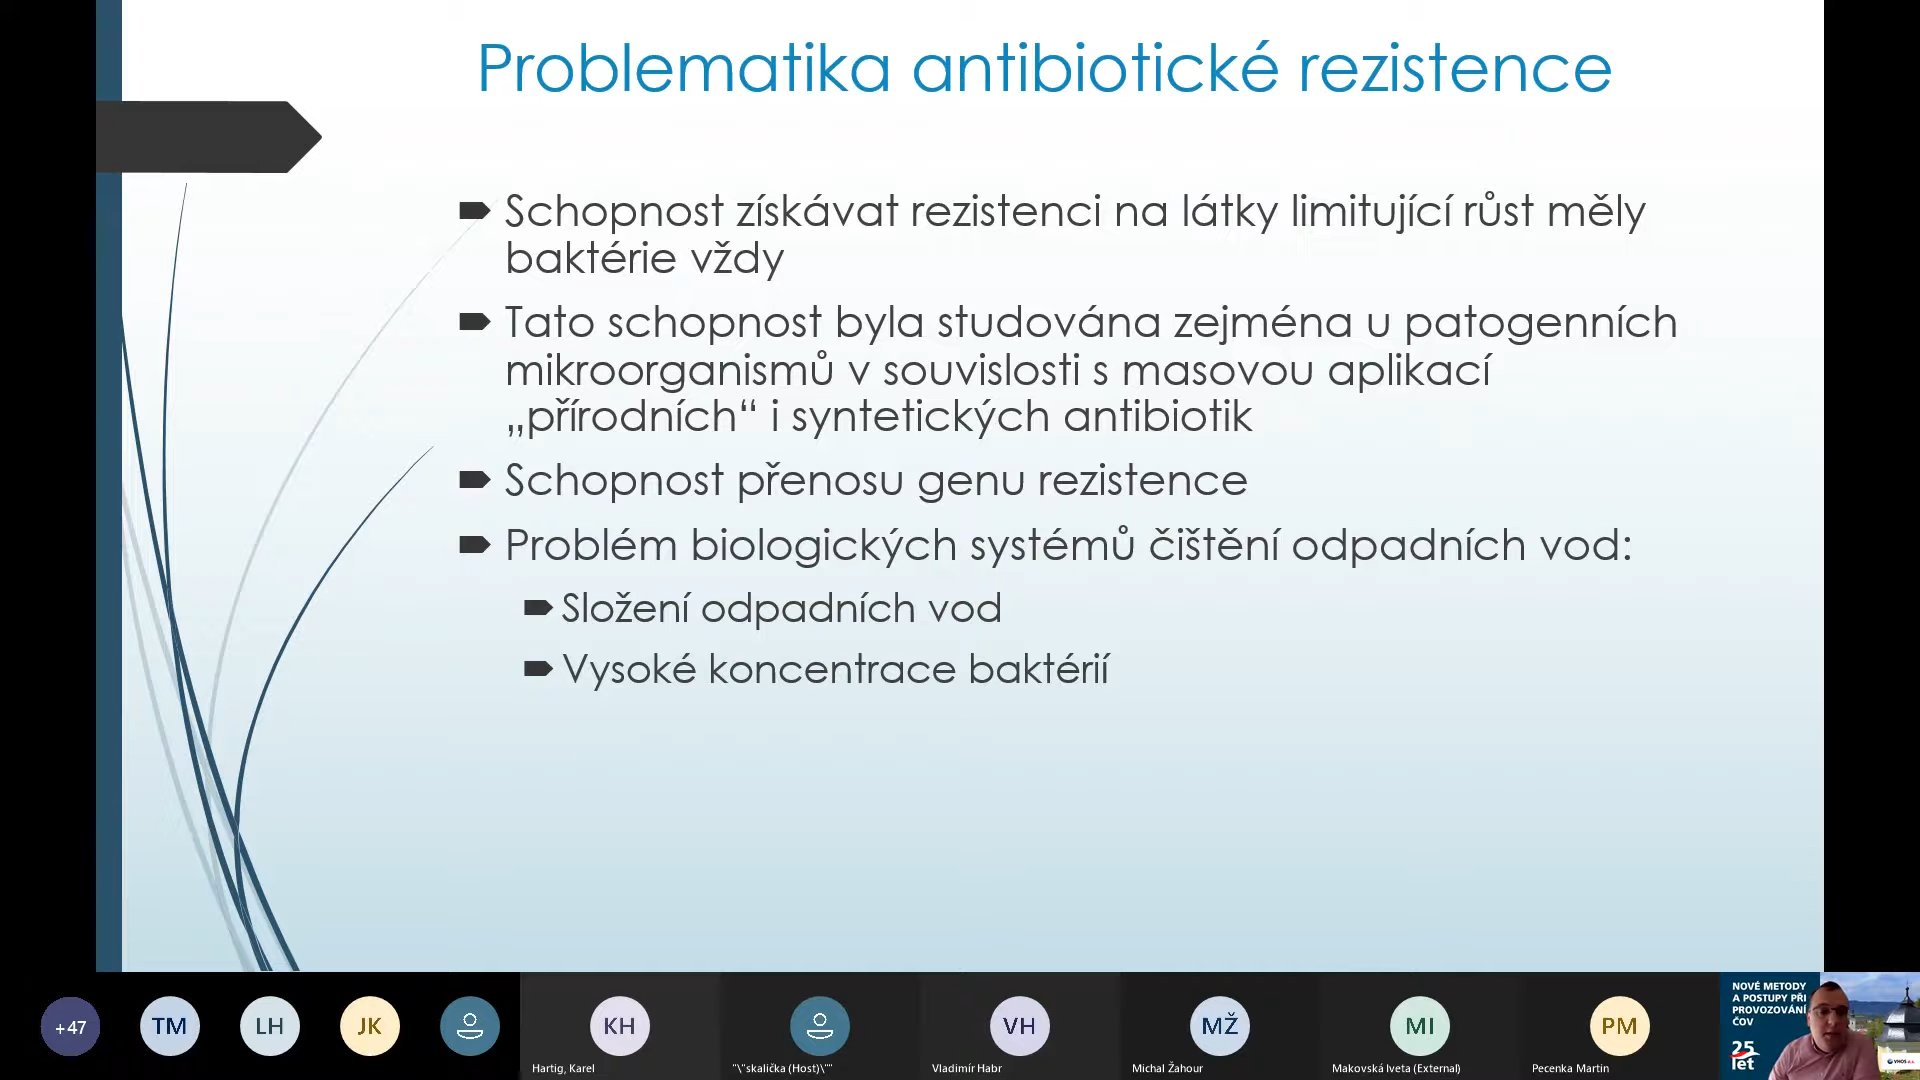 Problematika antibiotické rezistence
Schopnost získávat rezistenci na látky limitující růst měly
baktérie vždy
Tato schopnost byla studována zejména u patogenních
mikroorganismů v souvislosti s masovou aplikací
„přírodních“ i syntetických antibiotik
Schopnost přenosu genu rezistence
Problém biologických systémů čištění odpadních vod:
Složení odpadních vod
Vysoké koncentrace baktérií
+47
TM
LH
JK
KH
VH
MŽ
MI
PM
Hartig, Karel
"\"skalička (Host)\""
Vladimír Habr
Michal Žahour
Makovská Iveta (External)
Pecenka Martin
NOVÉ METODY
A POSTUPY PŘI
PROVOZOVÁNÍ
ČOV
25
let
VHOS a.s.